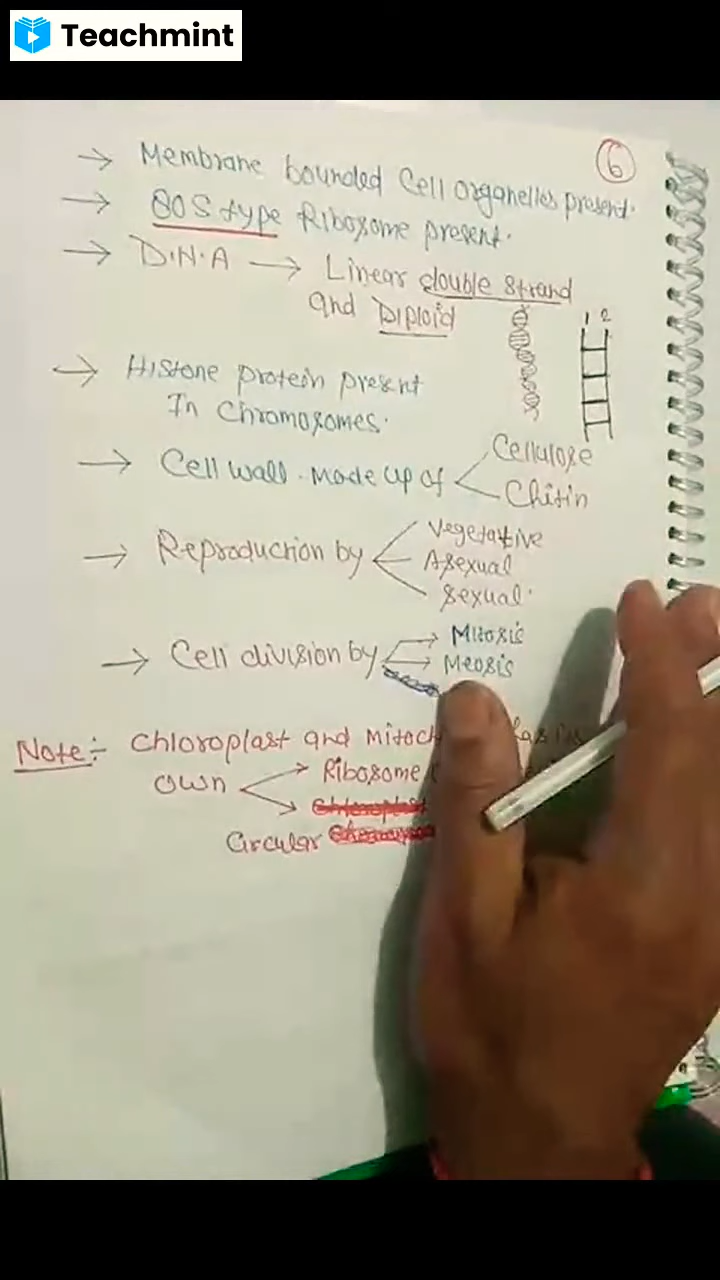 Teachmint
6
→ Membrane bounded Cell organelles present.
→ 80S type Ribosome present.
→ D.N.A → Linear double strand
and Diploid
1 2
→ Histone protein present
In chromosomes.
→ Cell wall. Made up of Cellulose
Chitin
→ Reproduction by Vegetative
Asexual
Sexual.
→ Cell division by → Mitosis
→ Meosis
Note:- Chloroplast and
own → Ribosome
Circular